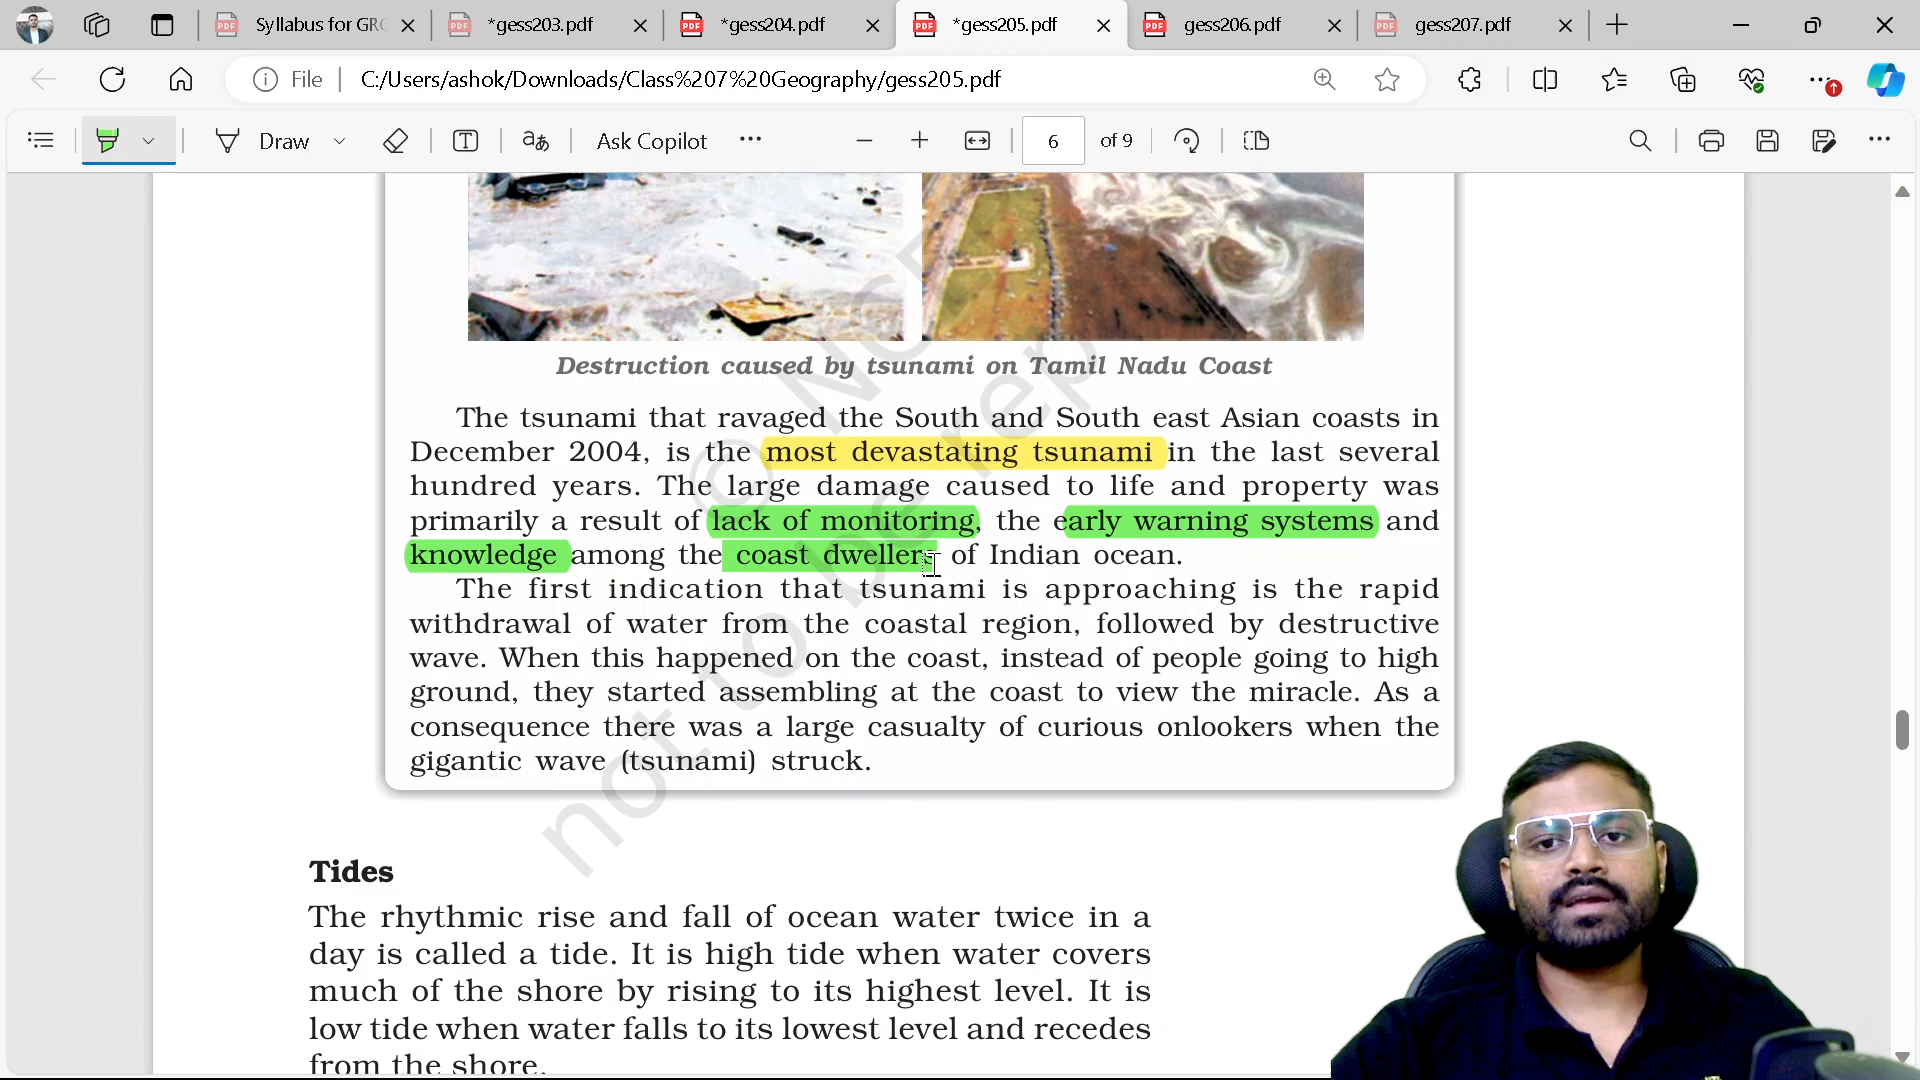 Syllabus for GRO
*gess203.pdf
*gess204.pdf
*gess205.pdf
gess206.pdf
gess207.pdf
File
C:/Users/ashok/Downloads/Class%207%20Geography/gess205.pdf
Draw
Ask Copilot
6 of 9
Destruction caused by tsunami on Tamil Nadu Coast
The tsunami that ravaged the South and South east Asian coasts in
December 2004, is the most devastating tsunami in the last several
hundred years. The large damage caused to life and property was
primarily a result of lack of monitoring, the early warning systems and
knowledge among the coast dwellers of Indian ocean.
The first indication that tsunami is approaching is the rapid
withdrawal of water from the coastal region, followed by destructive
wave. When this happened on the coast, instead of people going to high
ground, they started assembling at the coast to view the miracle. As a
consequence there was a large casualty of curious onlookers when the
gigantic wave (tsunami) struck.
Tides
The rhythmic rise and fall of ocean water twice in a
day is called a tide. It is high tide when water covers
much of the shore by rising to its highest level. It is
low tide when water falls to its lowest level and recedes
from the shore.
not to be rep